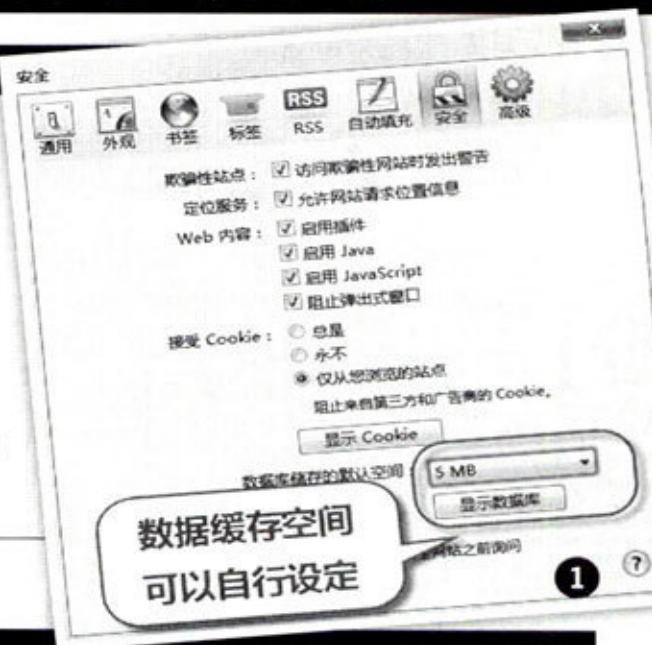 安全
通用 外观 书签 标签 RSS RSS 自动填充 安全 高级
欺骗性站点： 访问欺骗性网站时发出警告
定位服务： 允许网站请求位置信息
Web 内容： 启用插件
启用 Java
启用 JavaScript
阻止弹出式窗口
接受 Cookie： 总是
永不
仅从您浏览的站点
阻止来自第三方和广告商的 Cookie。
显示 Cookie
数据库储存的默认空间： 5 MB
显示数据库
数据缓存空间
可以自行设定
网站之前询问
1 ?